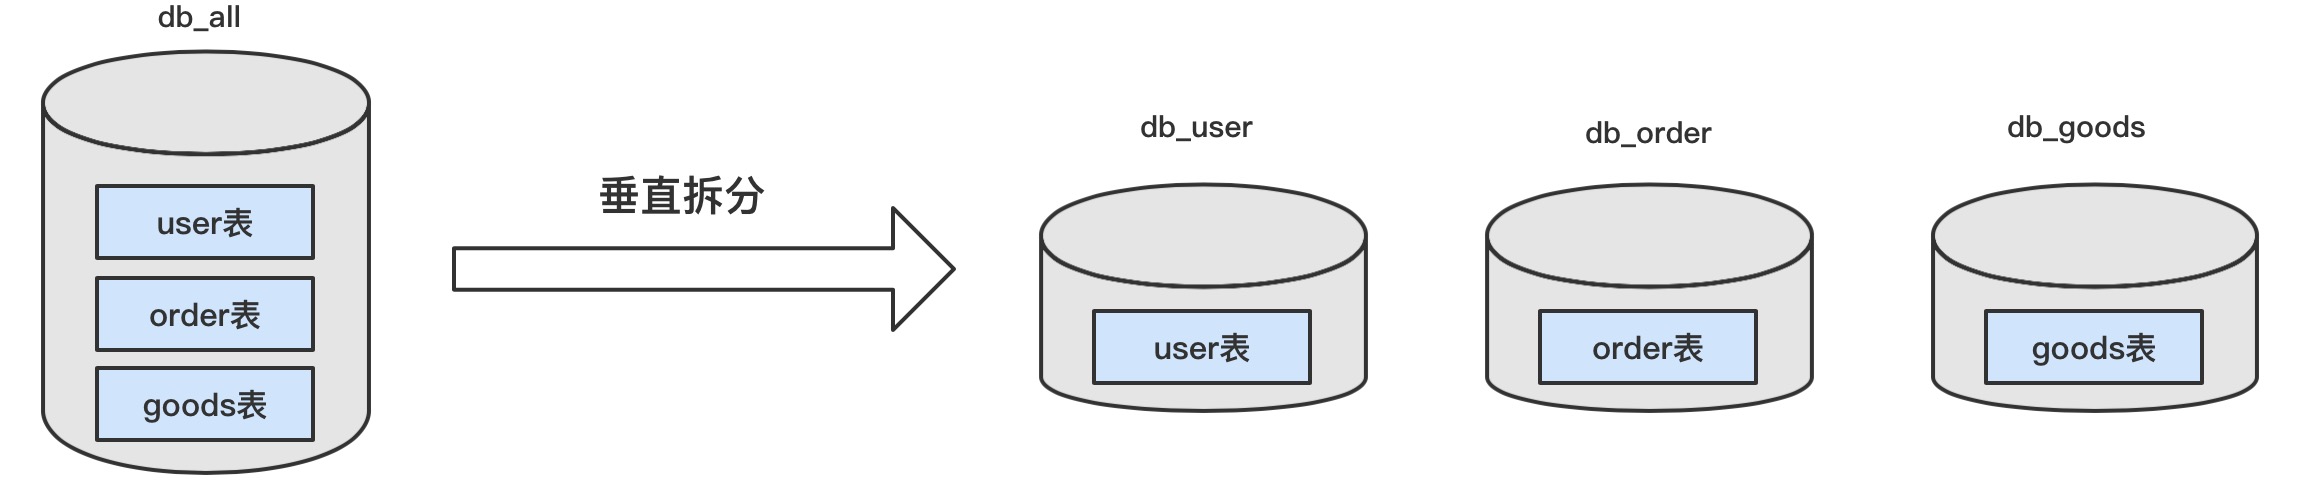 db_all
user表
order表
goods表
垂直拆分
db_user
user表
db_order
order表
db_goods
goods表